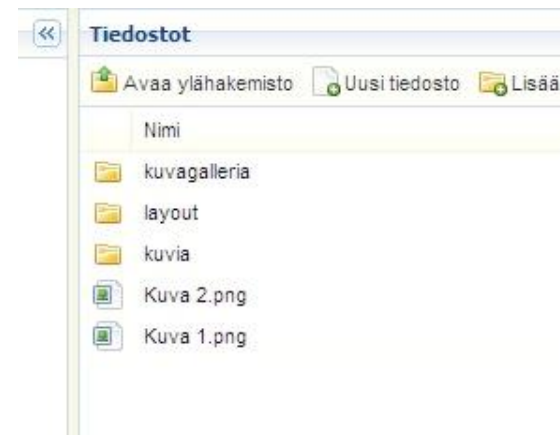 Tiedostot
Avaa ylähakemisto Uusi tiedosto Lisää
Nimi
kuvagalleria
layout
kuvia
Kuva 2.png
Kuva 1.png